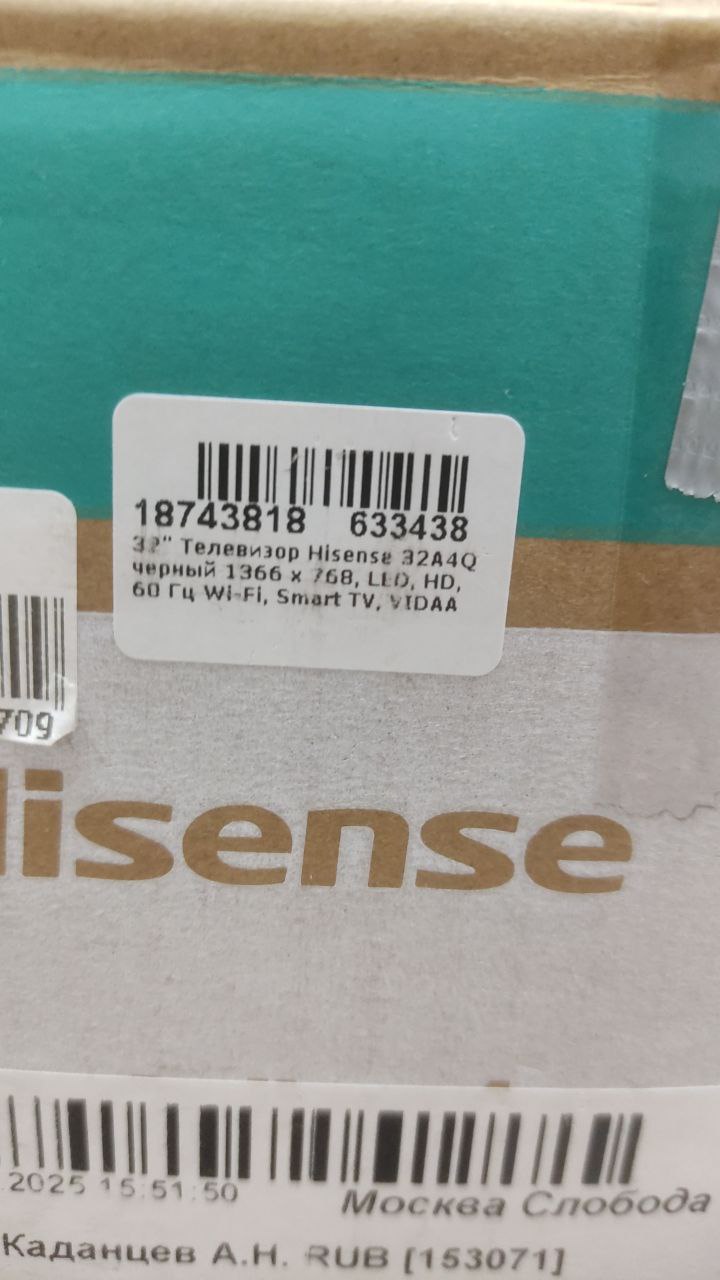 18743818 633438
32" Телевизор Hisense 32A4Q
черный 1366 x 768, LED, HD,
60 Гц Wi-Fi, Smart TV, VIDAA
709
Hisense
.2025 15:51:50
Москва Слобода
Каданцев А.Н. RUB [153071]